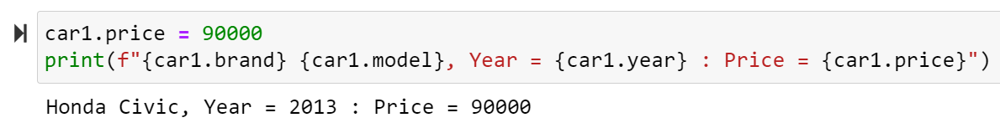 car1.price = 90000
print(f"{car1.brand} {car1.model}, Year = {car1.year} : Price = {car1.price}")
Honda Civic, Year = 2013 : Price = 90000